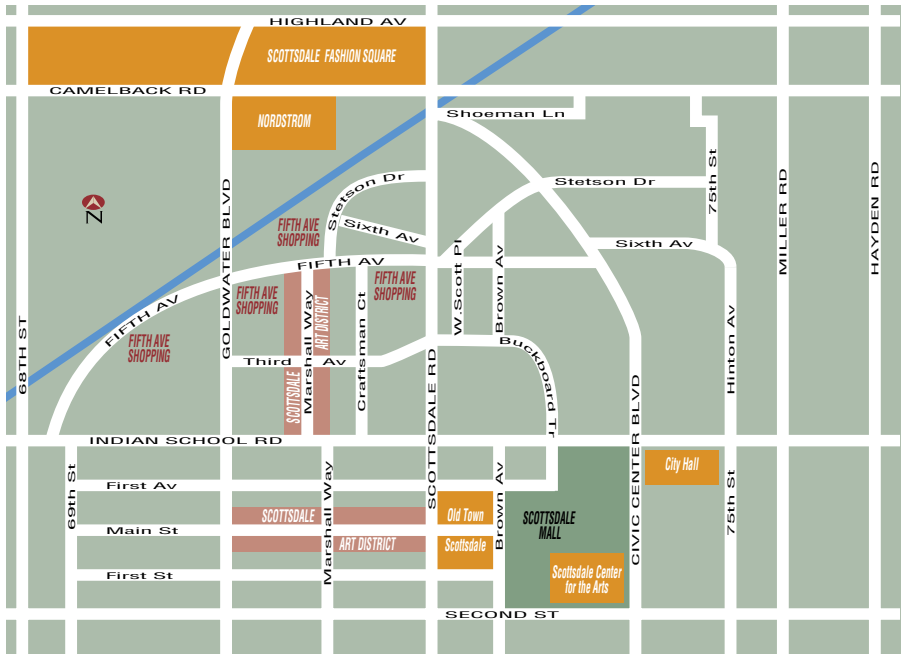 HIGHLAND AV
SCOTTSDALE FASHION SQUARE
CAMELBACK RD
Shoeman Ln
NORDSTROM
75th St
MILLER RD
HAYDEN RD
Stetson Dr
Stetson Dr
N
GOLDWATER BLVD
FIFTH AVE
SHOPPING
Sixth Av
Sixth Av
W.Scott Pl
Brown Av
FIFTH AV
FIFTH AVE
SHOPPING
FIFTH AVE
SHOPPING
FIFTH AV
68TH ST
FIFTH AVE
SHOPPING
Marshall Way
ART DISTRICT
SCOTTSDALE
Craftsman Ct
Third Av
SCOTTSDALE RD
Buckboard Tr
Hinton Av
CIVIC CENTER BLVD
INDIAN SCHOOL RD
69th St
First Av
Marshall Way
Brown Av
City Hall
75th St
SCOTTSDALE
Old Town
Scottsdale
SCOTTSDALE
MALL
Main St
ART DISTRICT
First St
Scottsdale Center
for the Arts
SECOND ST